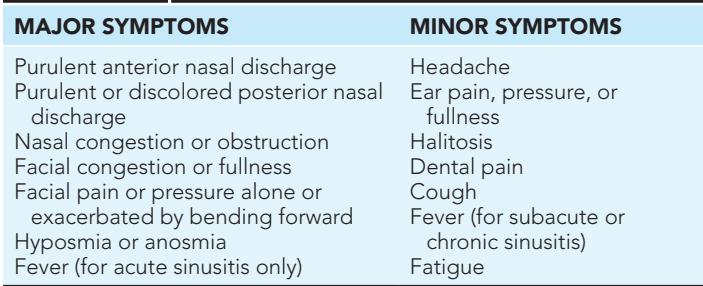 MAJOR SYMPTOMS
MINOR SYMPTOMS
Purulent anterior nasal discharge
Purulent or discolored posterior nasal
discharge
Nasal congestion or obstruction
Facial congestion or fullness
Facial pain or pressure alone or
exacerbated by bending forward
Hyposmia or anosmia
Fever (for acute sinusitis only)
Headache
Ear pain, pressure, or
fullness
Halitosis
Dental pain
Cough
Fever (for subacute or
chronic sinusitis)
Fatigue